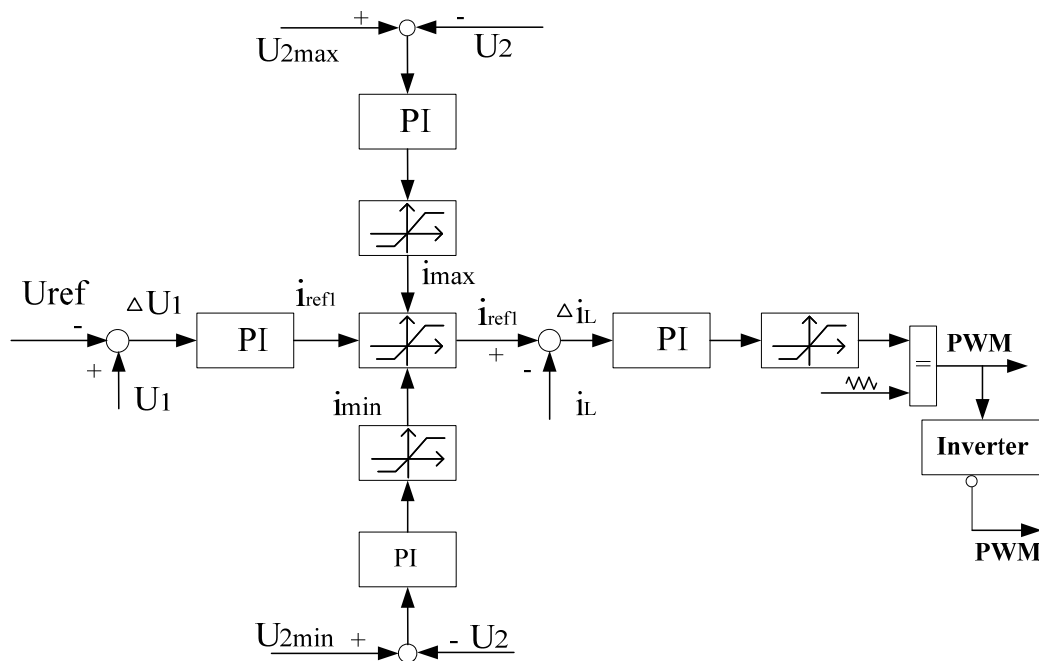 + -
U2max U2
PI
imax
Uref △U1 iref1 iref1 △iL
- PI + PI PWM
+ - =
U1 imin iL
Inverter
PI
PWM
U2min + - U2